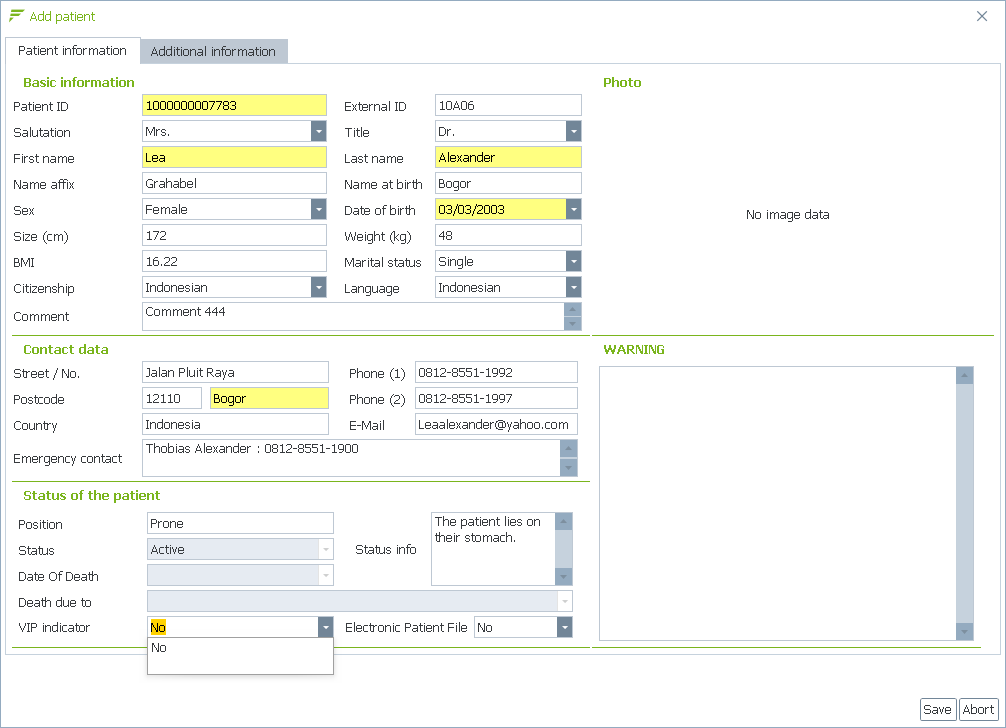 Add patient
Patient information Additional information
Basic information
Patient ID 1000000007783 External ID 10A06
Salutation Mrs. Title Dr.
First name Lea Last name Alexander
Name affix Grahabel Name at birth Bogor
Sex Female Date of birth 03/03/2003
Size (cm) 172 Weight (kg) 48
BMI 16.22 Marital status Single
Citizenship Indonesian Language Indonesian
Comment Comment 444
Photo
No image data
Contact data
Street / No. Jalan Pluit Raya Phone (1) 0812-8551-1992
Postcode 12110 Bogor Phone (2) 0812-8551-1997
Country Indonesia E-Mail Leaalexander@yahoo.com
Emergency contact Thobias Alexander : 0812-8551-1900
WARNING
Status of the patient
Position Prone
Status Active Status info The patient lies on
their stomach.
Date Of Death
Death due to
VIP indicator No Electronic Patient File No
No
Save Abort